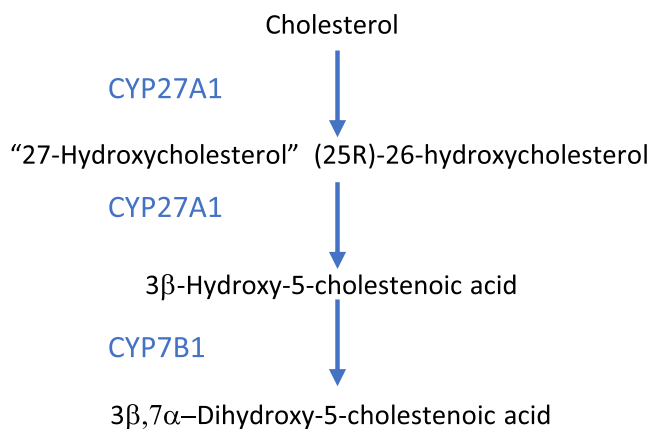 Cholesterol
CYP27A1
“27-Hydroxycholesterol” (25R)-26-hydroxycholesterol
CYP27A1
3β-Hydroxy-5-cholestenoic acid
CYP7B1
3β,7α–Dihydroxy-5-cholestenoic acid